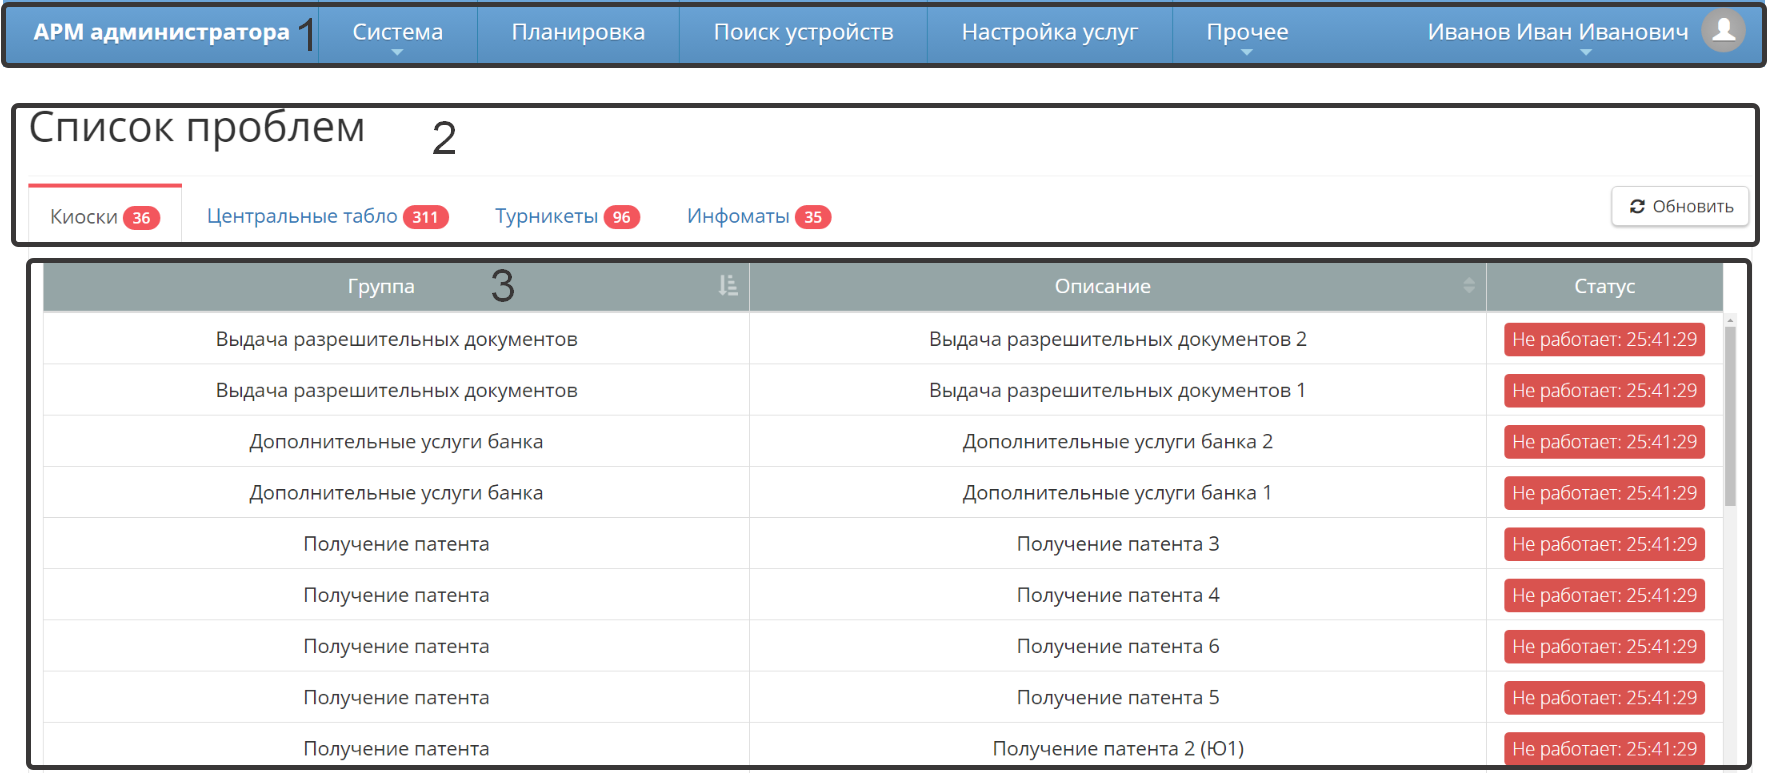 АРМ администратора 1 Система Планировка Поиск устройств Настройка услуг Прочее Иванов Иван Иванович
Список проблем 2
Киоски 36 Центральные табло 311 Турникеты 96 Инфоматы 35 Обновить
Группа 3 Описание Статус
Выдача разрешительных документов Выдача разрешительных документов 2 Не работает: 25:41:29
Выдача разрешительных документов Выдача разрешительных документов 1 Не работает: 25:41:29
Дополнительные услуги банка Дополнительные услуги банка 2 Не работает: 25:41:29
Дополнительные услуги банка Дополнительные услуги банка 1 Не работает: 25:41:29
Получение патента Получение патента 3 Не работает: 25:41:29
Получение патента Получение патента 4 Не работает: 25:41:29
Получение патента Получение патента 6 Не работает: 25:41:29
Получение патента Получение патента 5 Не работает: 25:41:29
Получение патента Получение патента 2 (Ю1) Не работает: 25:41:29